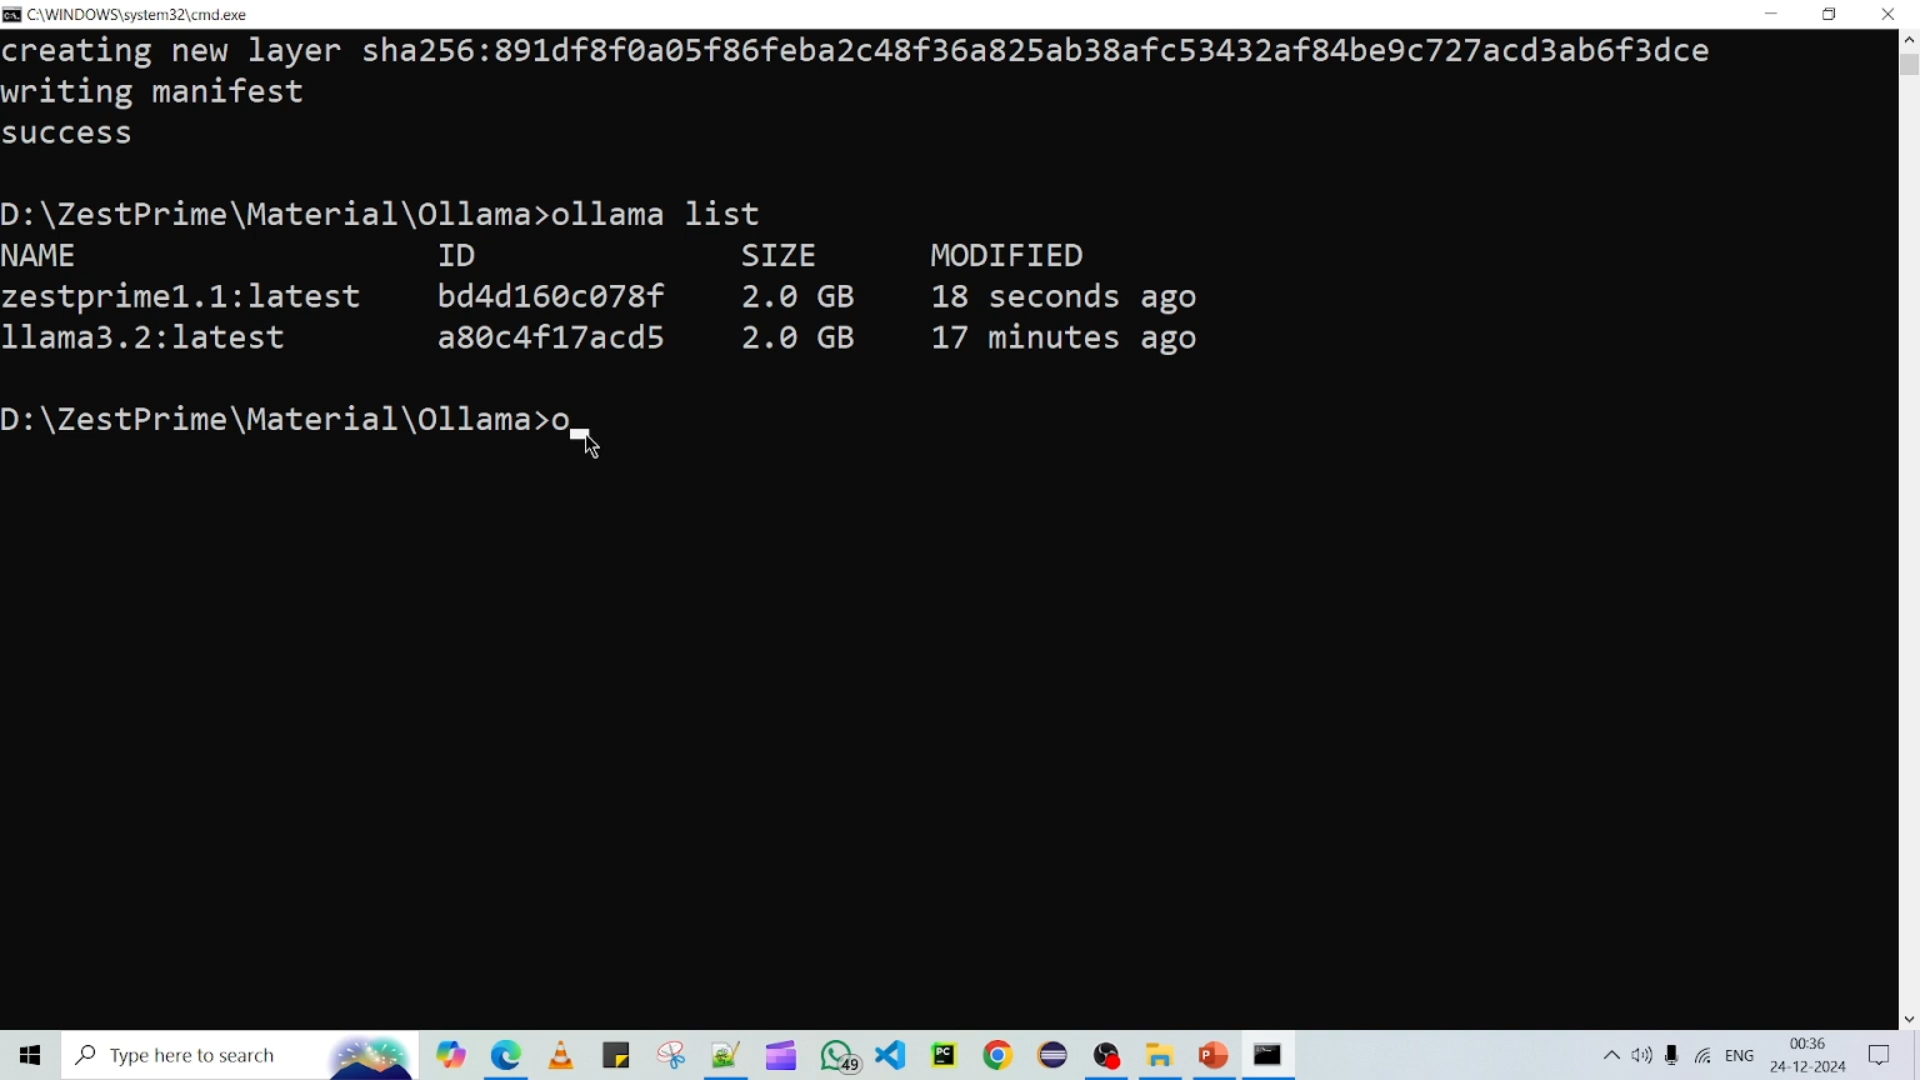 C:\WINDOWS\system32\cmd.exe
creating new layer sha256:891df8f0a05f86feba2c48f36a825ab38afc53432af84be9c727acd3ab6f3dce
writing manifest
success
D:\ZestPrime\Material\Ollama>ollama list
NAME ID SIZE MODIFIED
zestprime1.1:latest bd4d160c078f 2.0 GB 18 seconds ago
llama3.2:latest a80c4f17acd5 2.0 GB 17 minutes ago
D:\ZestPrime\Material\Ollama>o
Type here to search
49
PC
P
ENG
00:36
24-12-2024